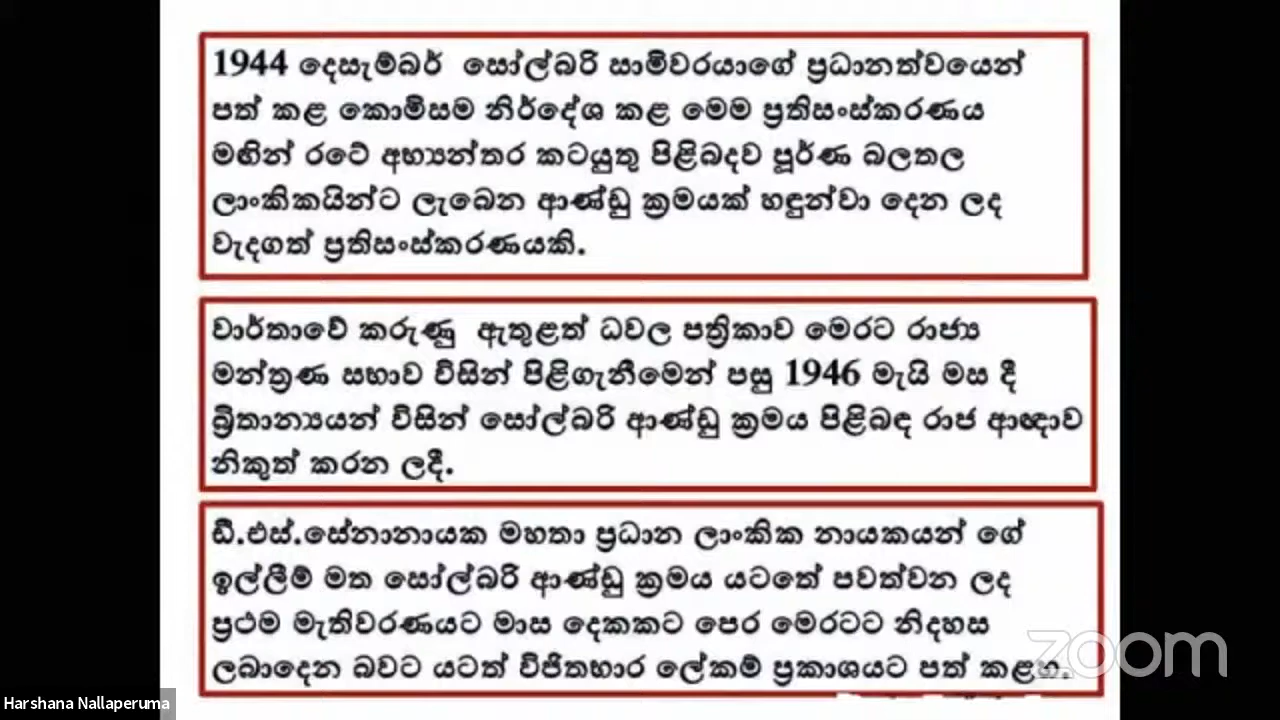 1944 දෙසැම්බර් සෝල්බරි සාමිවරයාගේ ප්‍රධානත්වයෙන්
පත් කළ කොමිසම නිර්දේශ කළ මෙම ප්‍රතිසංස්කරණය
මඟින් රටේ අභ්‍යන්තර කටයුතු පිළිබදව පූර්ණ බලතල
ලාංකිකයින්ට ලැබෙන ආණ්ඩු ක්‍රමයක් හඳුන්වා දෙන ලද
වැදගත් ප්‍රතිසංස්කරණයකි.
වාර්තාවේ කරුණු ඇතුළත් ධවල පත්‍රිකාව මෙරට රාජ්‍ය
මන්ත්‍රණ සභාව විසින් පිළිගැනීමෙන් පසු 1946 මැයි මස දී
බ්‍රිතාන්‍යයන් විසින් සෝල්බරි ආණ්ඩු ක්‍රමය පිළිබඳ රාජ ආඥාව
නිකුත් කරන ලදී.
ඩී.එස්.සේනානායක මහතා ප්‍රධාන ලාංකික නායකයන් ගේ
ඉල්ලීම් මත සෝල්බරි ආණ්ඩු ක්‍රමය යටතේ පවත්වන ලද
ප්‍රථම මැතිවරණයට මාස දෙකකට පෙර මෙරටට නිදහස
ලබාදෙන බවට යටත් විජිතභාර ලේකම් ප්‍රකාශයට පත් කළහ.
zoom
Harshana Nallaperuma